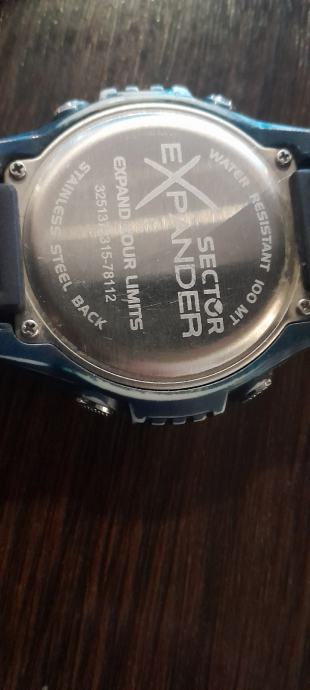 WATER RESISTANT 100 MT
SECTOR
EXPANDER
EXPAND YOUR LIMITS
STAINLESS STEEL BACK